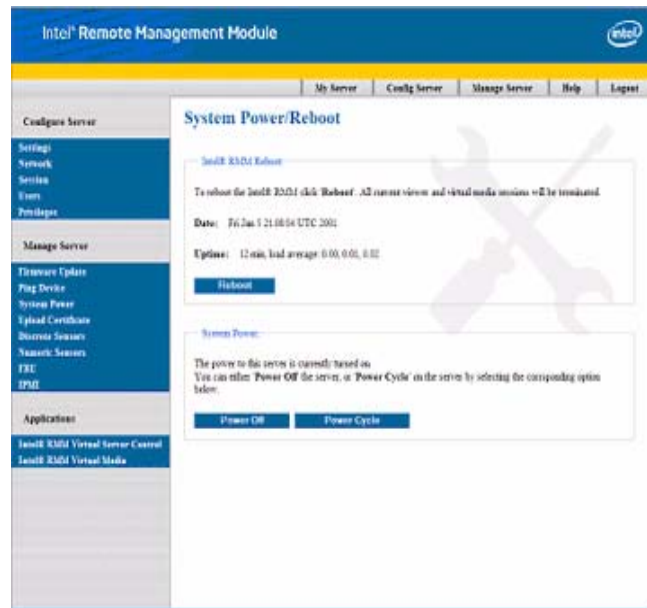 Intel® Remote Management Module
intel
My Server
Config Server
Manage Server
Help
Logout
Configure Server
Settings
Network
Session
Users
Privileges
Manage Server
Firmware Update
Ping Device
System Power
Upload Certificate
Discrete Sensors
Numeric Sensors
FRU
IPMI
Applications
Intel® RMM Virtual Server Control
Intel® RMM Virtual Media
System Power/Reboot
Intel® RMM Reboot
To reboot the Intel® RMM click 'Reboot'. All current viewer and virtual media sessions will be terminated.
Date: Fri Jan 5 21:08:04 UTC 2001
Uptime: 12 min, load average: 0.00, 0.01, 0.02
Reboot
System Power
The power to this server is currently turned on
You can either 'Power Off' the server, or 'Power Cycle' on the server by selecting the corresponding option
below.
Power Off
Power Cycle